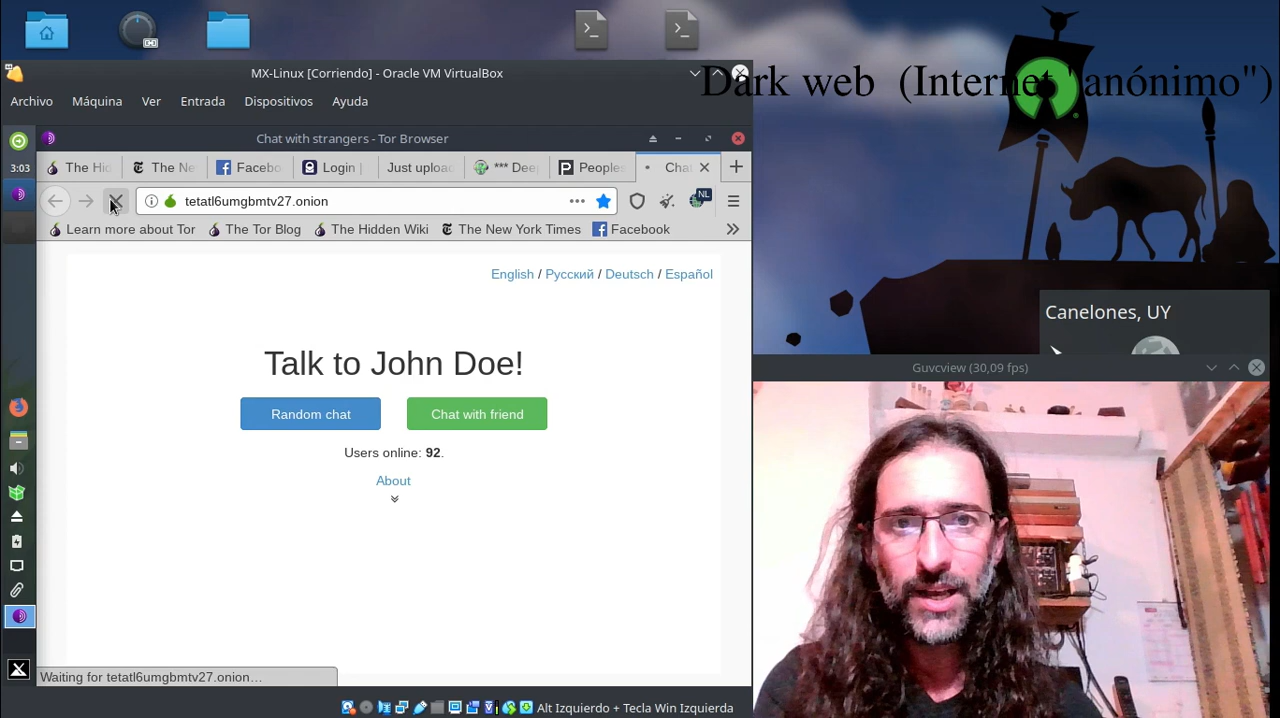 MX-Linux [Corriendo] - Oracle VM VirtualBox
Dark web (Internet "anónimo")
Archivo Máquina Ver Entrada Dispositivos Ayuda
Chat with strangers - Tor Browser
3:03
The Hid
The Ne
Facebo
Login |
Just uploa
*** Dee
Peoples
Chat
tetatl6umgbmtv27.onion
NL
Learn more about Tor The Tor Blog The Hidden Wiki The New York Times Facebook
English / Русский / Deutsch / Español
Talk to John Doe!
Random chat Chat with friend
Users online: 92.
About
Canelones, UY
Guvcview (30,09 fps)
Waiting for tetatl6umgbmtv27.onion…
Alt Izquierdo + Tecla Win Izquierda